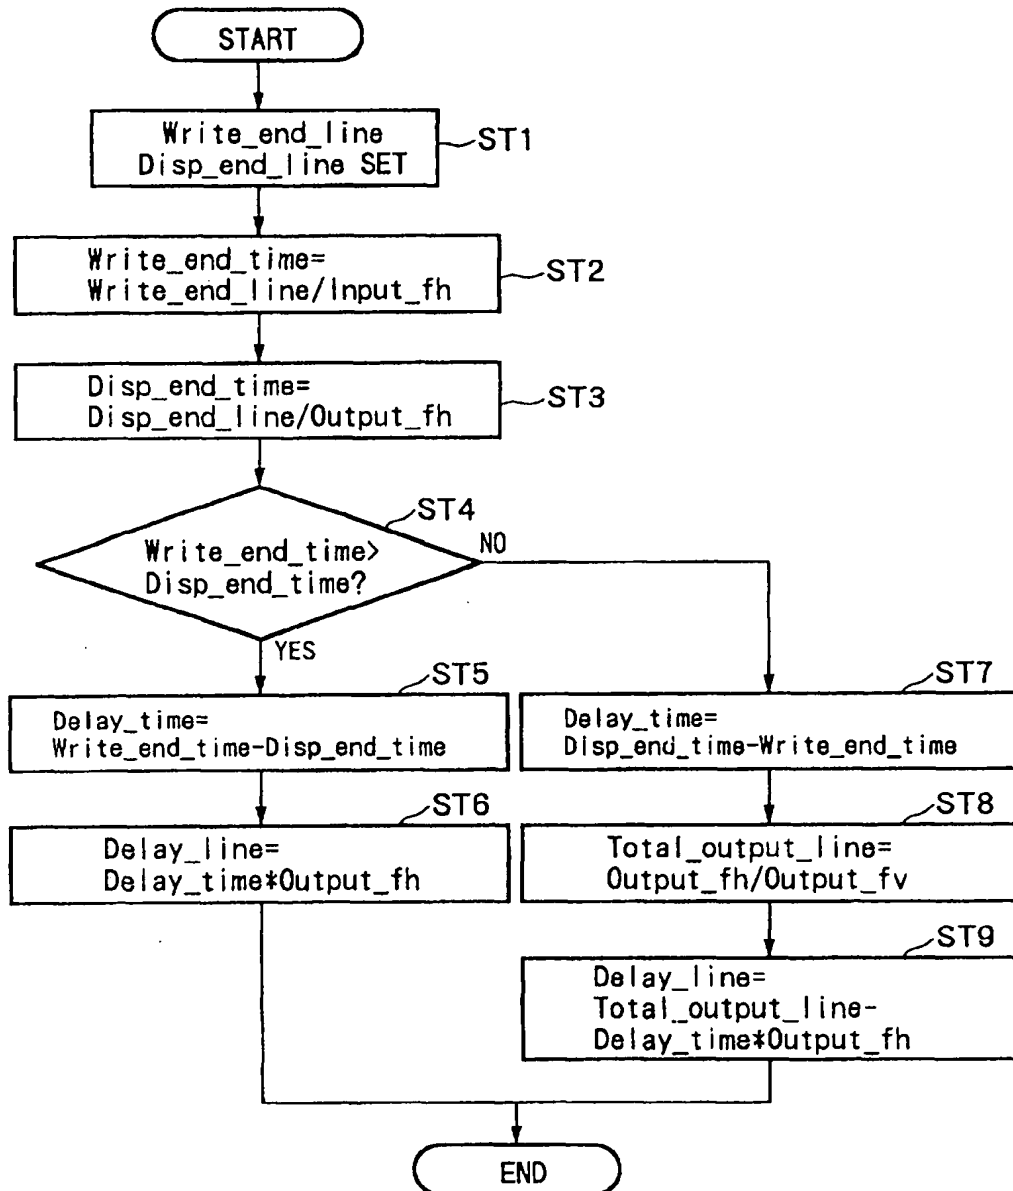 START
Write_end_line
Disp_end_line SET
ST1
Write_end_time=
Write_end_line/Input_fh
ST2
Disp_end_time=
Disp_end_line/Output_fh
ST3
ST4
Write_end_time>
Disp_end_time?
NO
YES
ST5
Delay_time=
Write_end_time-Disp_end_time
ST6
Delay_line=
Delay_time*Output_fh
ST7
Delay_time=
Disp_end_time-Write_end_time
ST8
Total_output_line=
Output_fh/Output_fv
ST9
Delay_line=
Total_output_line-
Delay_time*Output_fh
END